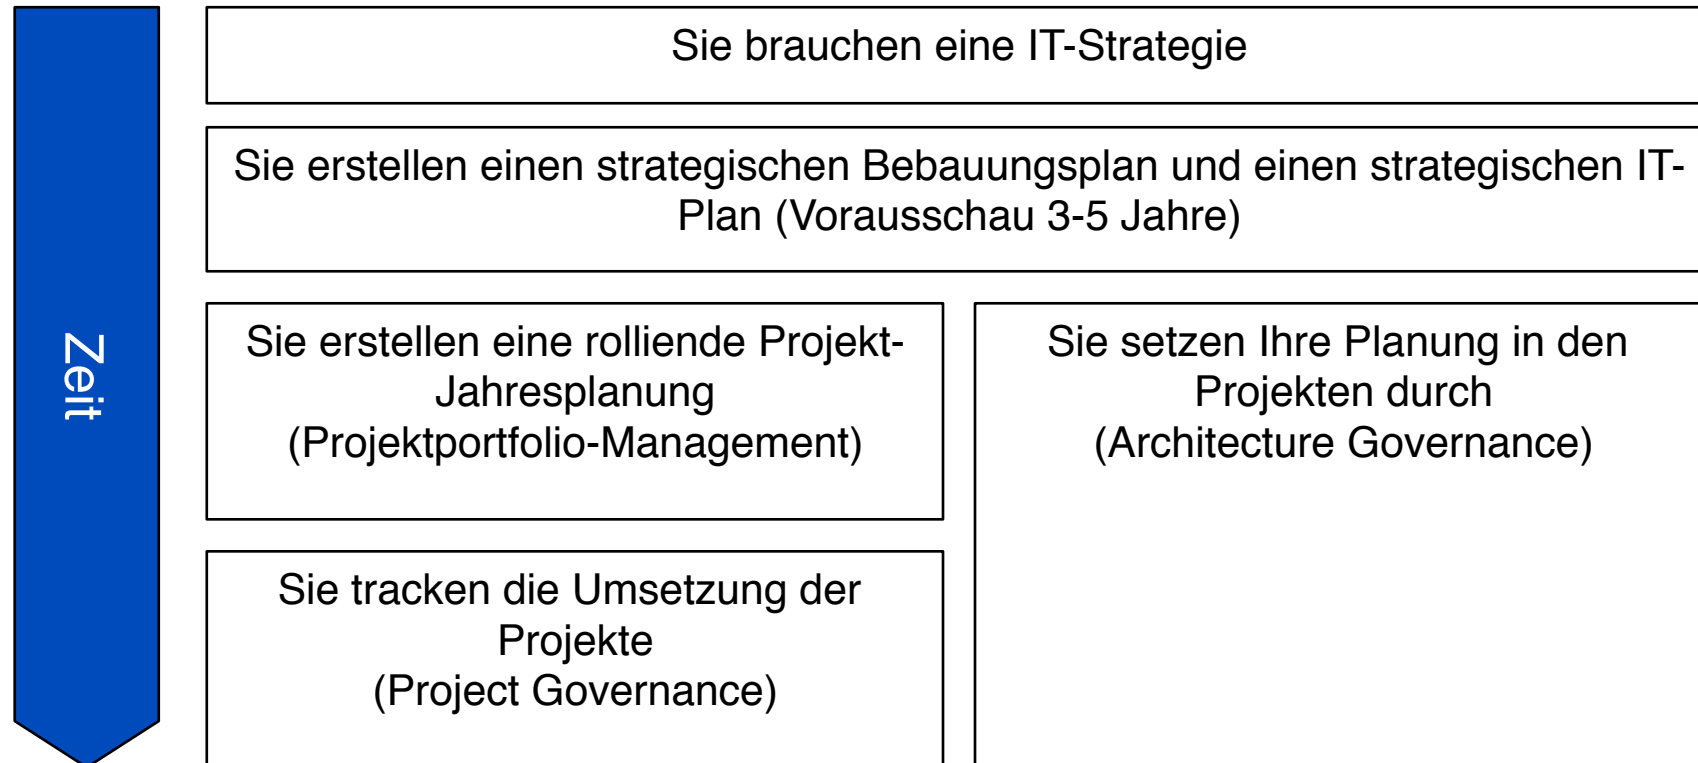 Zeit
Sie brauchen eine IT-Strategie
Sie erstellen einen strategischen Bebauungsplan und einen strategischen IT-
Plan (Vorausschau 3-5 Jahre)
Sie erstellen eine rolliende Projekt-
Jahresplanung
(Projektportfolio-Management)
Sie setzen Ihre Planung in den
Projekten durch
(Architecture Governance)
Sie tracken die Umsetzung der
Projekte
(Project Governance)